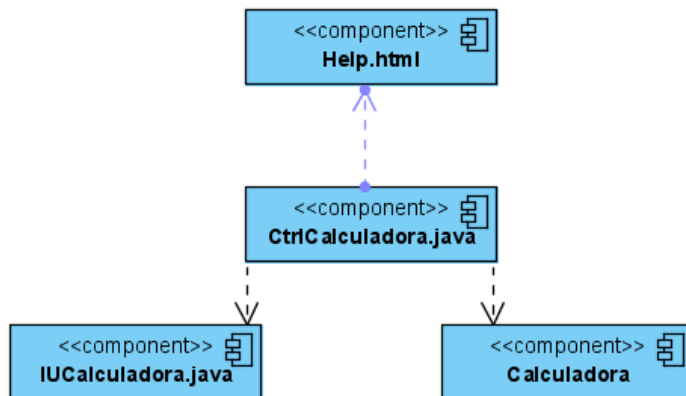 <<component>>
Help.html
<<component>>
CtrlCalculadora.java
<<component>>
IUCalculadora.java
<<component>>
Calculadora